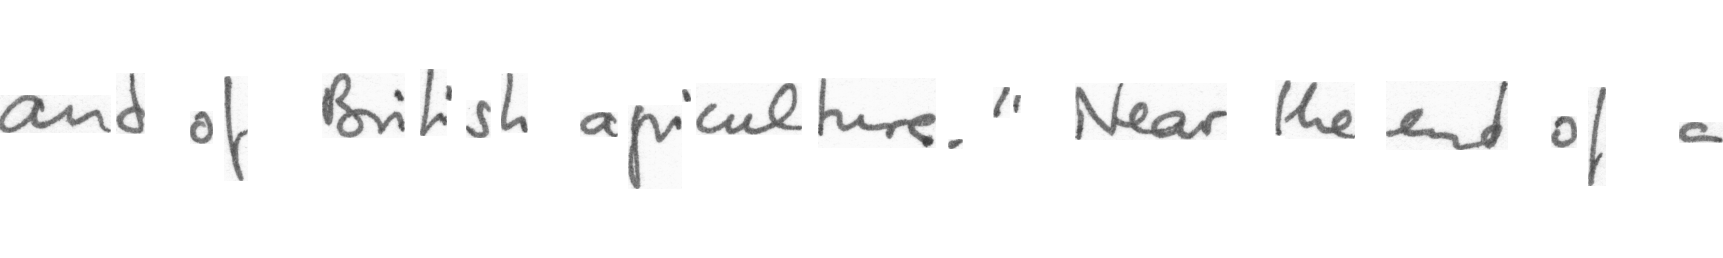 and of British agriculture." Near the end of a